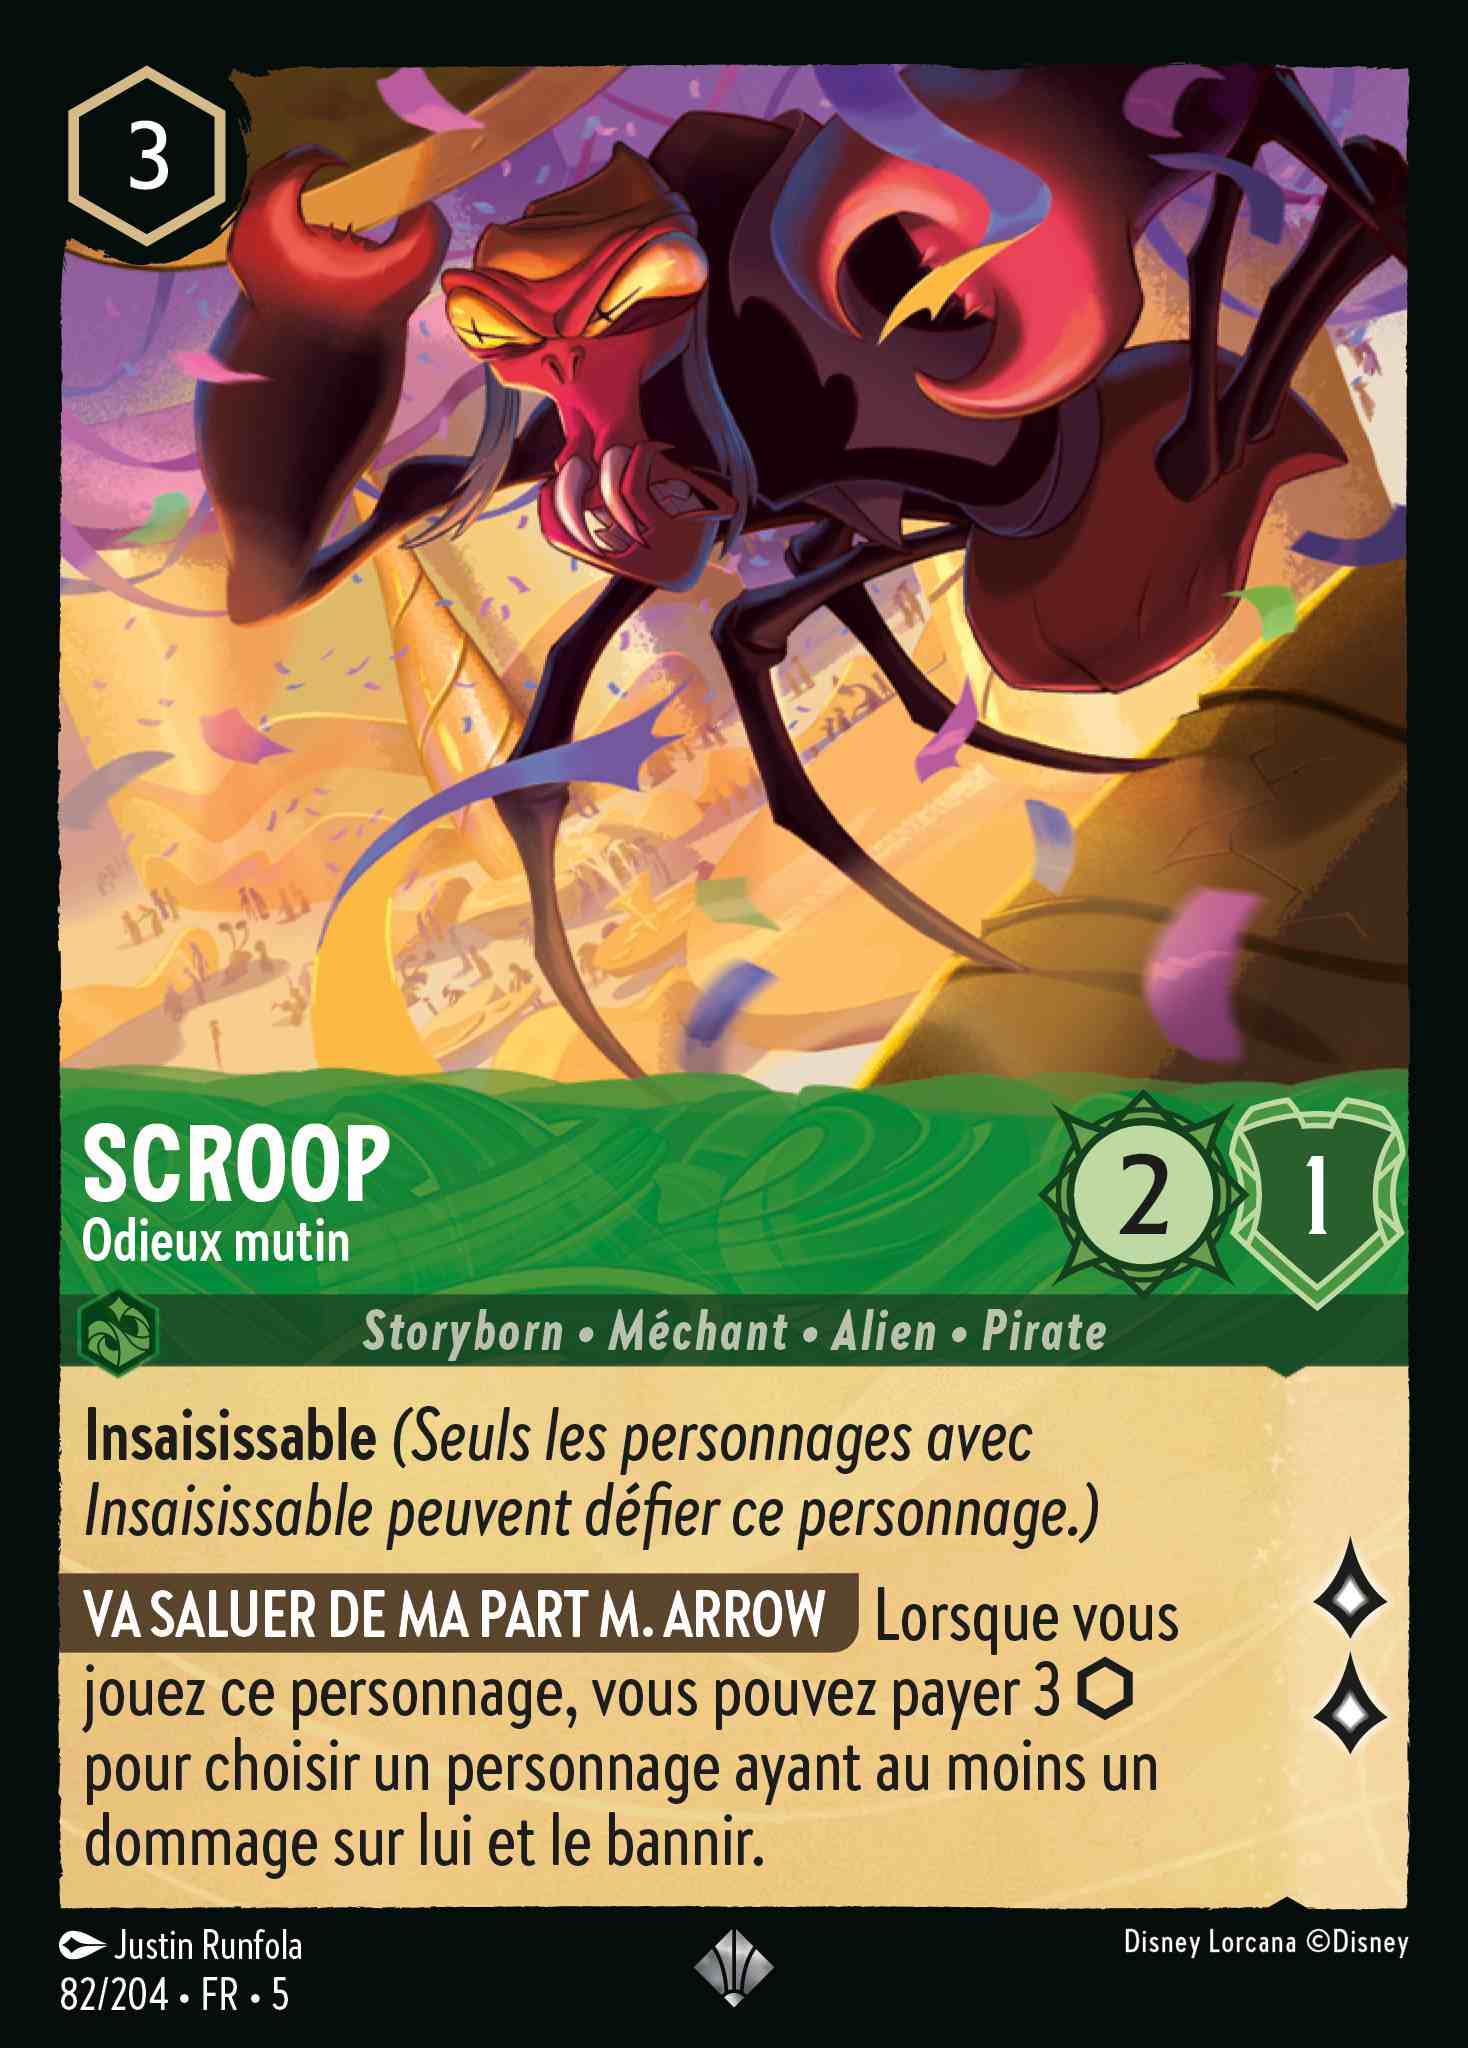 3
SCROOP
Odieux mutin
2
1
Storyborn • Méchant • Alien • Pirate
Insaisissable (Seuls les personnages avec
Insaisissable peuvent défier ce personnage.)
VA SALUER DE MA PART M. ARROW Lorsque vous
jouez ce personnage, vous pouvez payer 3
pour choisir un personnage ayant au moins un
dommage sur lui et le bannir.
Justin Runfola
82/204 • FR • 5
Disney Lorcana ©Disney